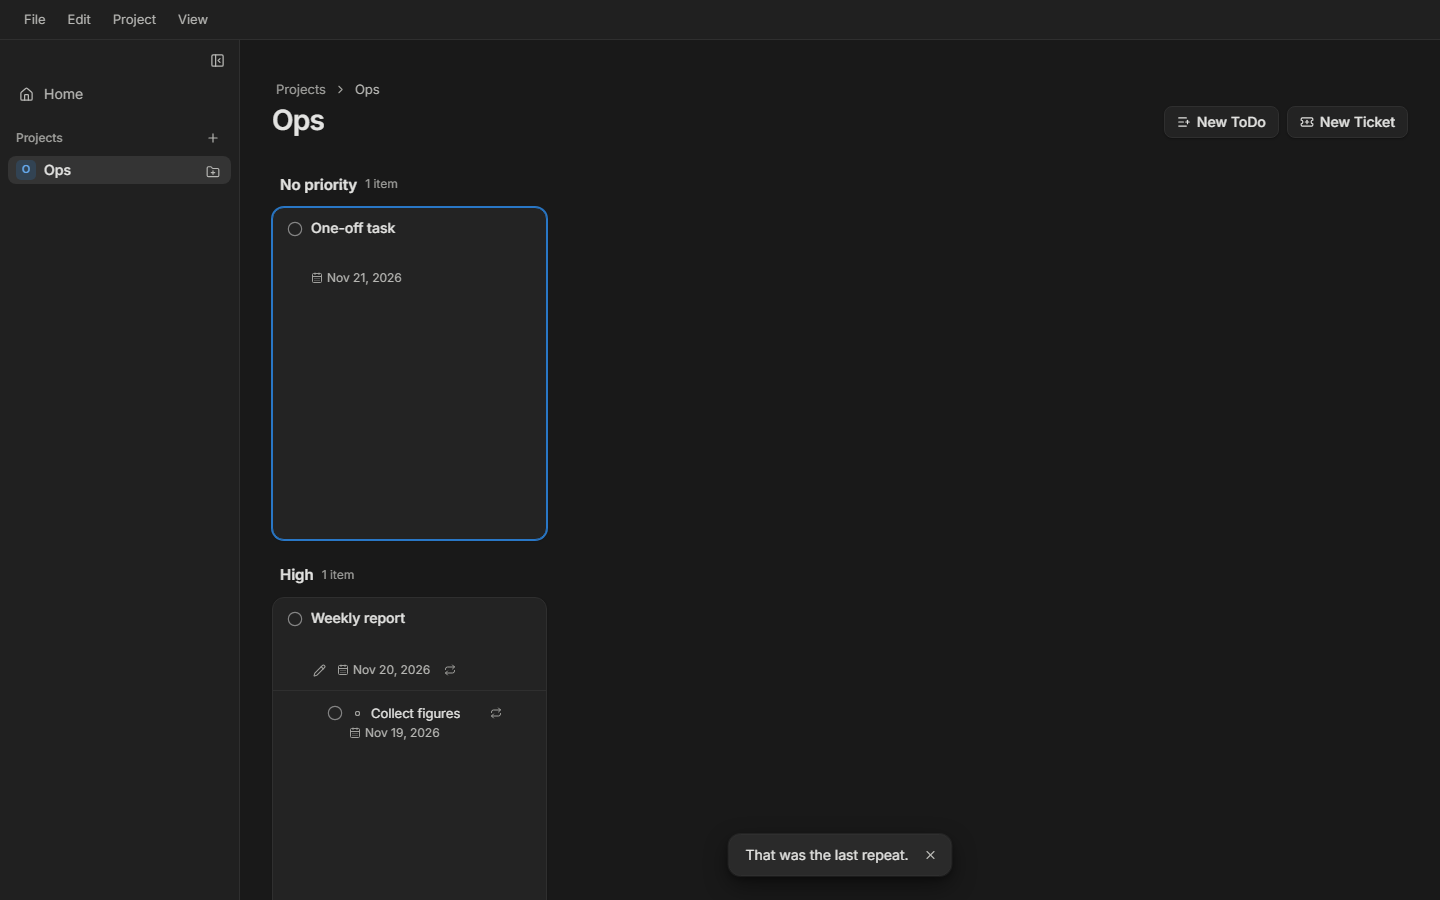 File Edit Project View
Home
Projects
O Ops
Projects > Ops
Ops
New ToDo
New Ticket
No priority 1 item
One-off task
Nov 21, 2026
High 1 item
Weekly report
Nov 20, 2026
Collect figures
Nov 19, 2026
That was the last repeat.